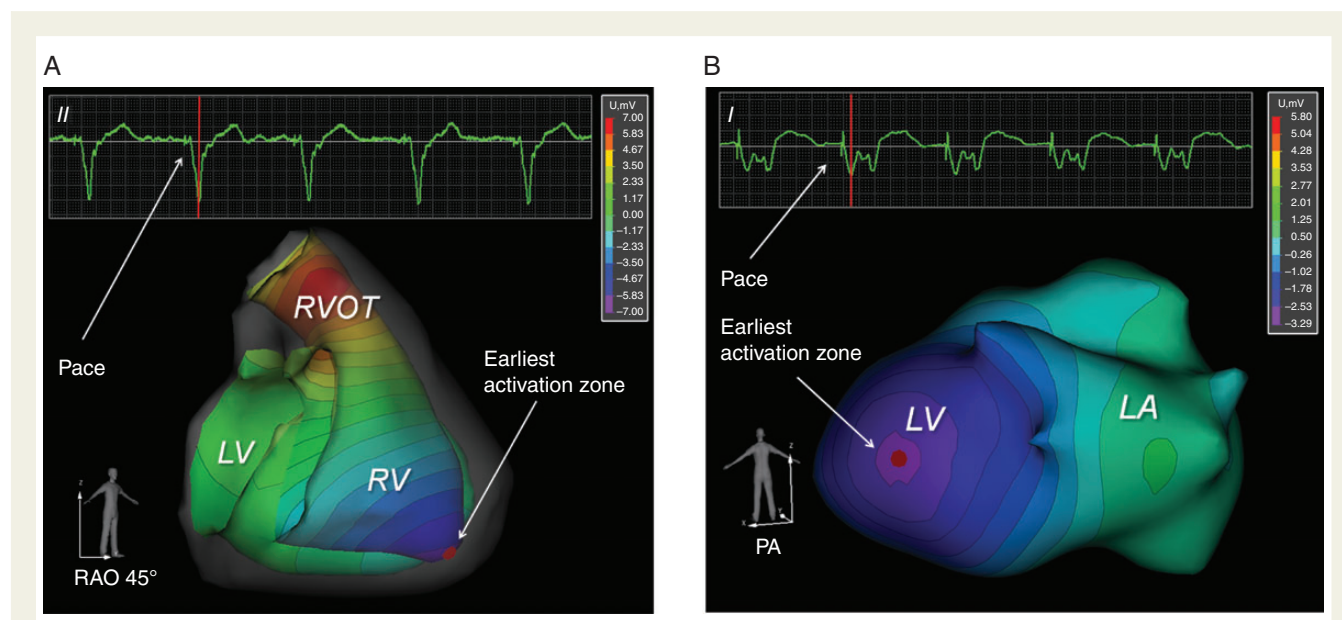 A
II
U,mV
7.00
5.83
4.67
3.50
2.33
1.17
0.00
−1.17
−2.33
−3.50
−4.67
−5.83
−7.00
RVOT
Pace
Earliest
activation zone
LV
RV
z
RAO 45°
B
I
U,mV
5.80
5.04
4.28
3.53
2.77
2.01
1.25
0.50
−0.26
−1.02
−1.78
−2.53
−3.29
Pace
Earliest
activation zone
LV
LA
z
x
Y
PA